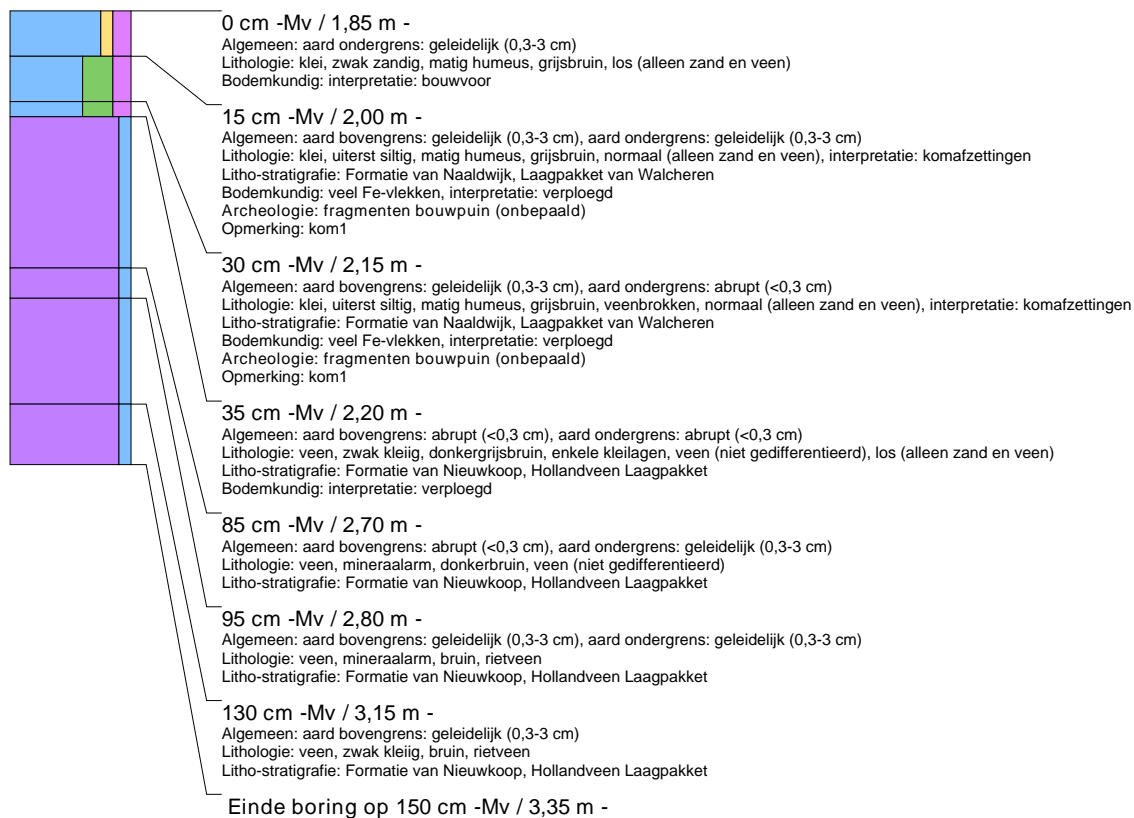 0 cm -Mv / 1,85 m -
Algemeen: aard ondergrens: geleidelijk (0,3-3 cm)
Lithologie: klei, zwak zandig, matig humeus, grijsbruin, los (alleen zand en veen)
Bodemkundig: interpretatie: bouwvoor
15 cm -Mv / 2,00 m -
Algemeen: aard bovengrens: geleidelijk (0,3-3 cm), aard ondergrens: geleidelijk (0,3-3 cm)
Lithologie: klei, uiterst siltig, matig humeus, grijsbruin, normaal (alleen zand en veen), interpretatie: komafzettingen
Litho-stratigrafie: Formatie van Naaldwijk, Laagpakket van Walcheren
Bodemkundig: veel Fe-vlekken, interpretatie: verploegd
Archeologie: fragmenten bouwpuin (onbepaald)
Opmerking: kom1
30 cm -Mv / 2,15 m -
Algemeen: aard bovengrens: geleidelijk (0,3-3 cm), aard ondergrens: abrupt (<0,3 cm)
Lithologie: klei, uiterst siltig, matig humeus, grijsbruin, veenbrokken, normaal (alleen zand en veen), interpretatie: komafzettingen
Litho-stratigrafie: Formatie van Naaldwijk, Laagpakket van Walcheren
Bodemkundig: veel Fe-vlekken, interpretatie: verploegd
Archeologie: fragmenten bouwpuin (onbepaald)
Opmerking: kom1
35 cm -Mv / 2,20 m -
Algemeen: aard bovengrens: abrupt (<0,3 cm), aard ondergrens: abrupt (<0,3 cm)
Lithologie: veen, zwak kleiig, donkergrijsbruin, enkele kleilagen, veen (niet gedifferentieerd), los (alleen zand en veen)
Litho-stratigrafie: Formatie van Nieuwkoop, Hollandveen Laagpakket
Bodemkundig: interpretatie: verploegd
85 cm -Mv / 2,70 m -
Algemeen: aard bovengrens: abrupt (<0,3 cm), aard ondergrens: geleidelijk (0,3-3 cm)
Lithologie: veen, mineraalarm, donkerbruin, veen (niet gedifferentieerd)
Litho-stratigrafie: Formatie van Nieuwkoop, Hollandveen Laagpakket
95 cm -Mv / 2,80 m -
Algemeen: aard bovengrens: geleidelijk (0,3-3 cm), aard ondergrens: geleidelijk (0,3-3 cm)
Lithologie: veen, mineraalarm, bruin, rietveen
Litho-stratigrafie: Formatie van Nieuwkoop, Hollandveen Laagpakket
130 cm -Mv / 3,15 m -
Algemeen: aard bovengrens: geleidelijk (0,3-3 cm)
Lithologie: veen, zwak kleiig, bruin, rietveen
Litho-stratigrafie: Formatie van Nieuwkoop, Hollandveen Laagpakket
Einde boring op 150 cm -Mv / 3,35 m -